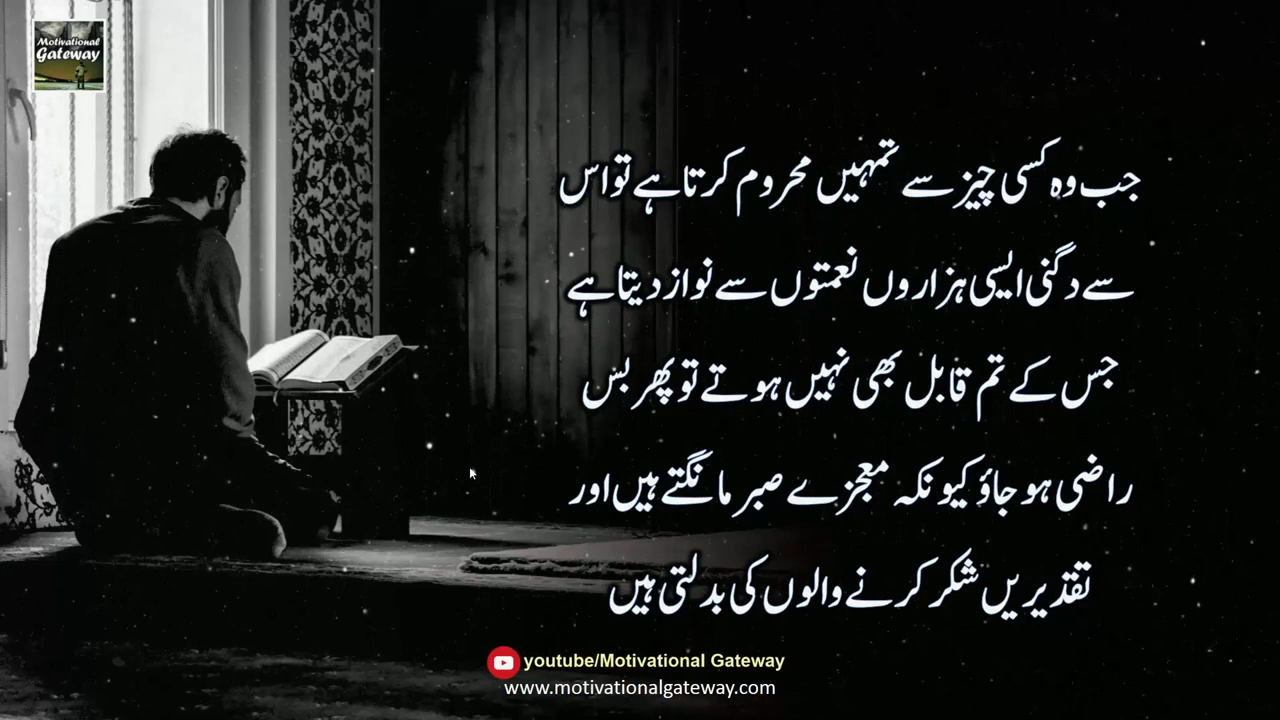 Motivational
Gateway
جب وہ کسی چیز سے تمہیں محروم کرتا ہے تو اس
سے دگنی ایسی ہزاروں نعمتوں سے نواز دیتا ہے
جس کے تم قابل بھی نہیں ہوتے تو پھر بس
راضی ہو جاؤ کیونکہ معجزے صبر مانگتے ہیں اور
تقدیریں شکر کرنے والوں کی بدلتی ہیں
youtube/Motivational Gateway
www.motivationalgateway.com